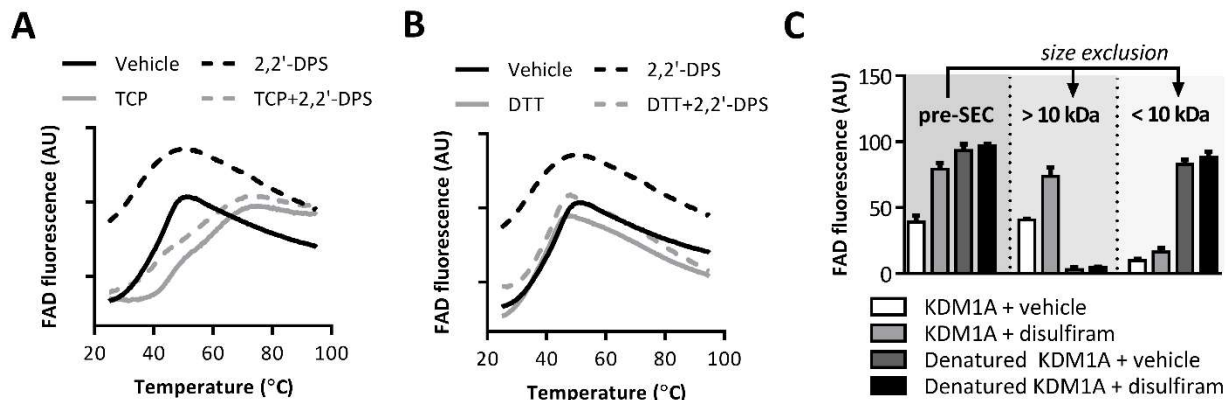 A
Vehicle 2,2'-DPS
TCP TCP+2,2'-DPS
FAD fluorescence (AU)
20 40 60 80 100
Temperature (°C)
B
Vehicle 2,2'-DPS
DTT DTT+2,2'-DPS
FAD fluorescence (AU)
20 40 60 80 100
Temperature (°C)
C
size exclusion
pre-SEC > 10 kDa < 10 kDa
FAD fluorescence (AU)
150
100
50
0
KDM1A + vehicle
KDM1A + disulfiram
Denatured KDM1A + vehicle
Denatured KDM1A + disulfiram